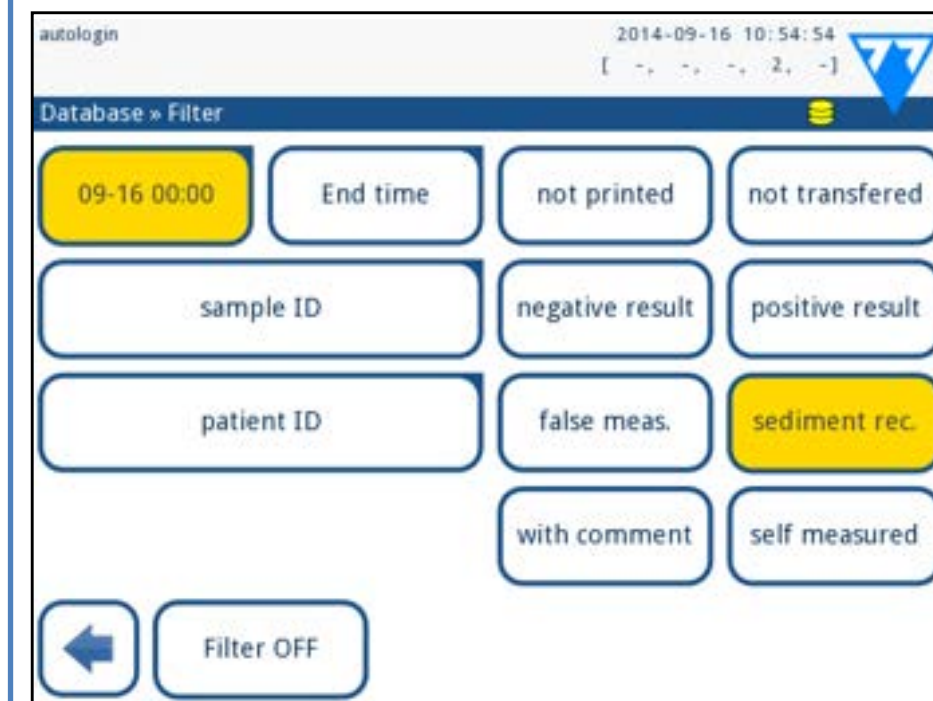 autologin
2014-09-16 10:54:54
[ -, -, -, 2, -]
Database » Filter
09-16 00:00 End time not printed not transfered
sample ID negative result positive result
patient ID false meas. sediment rec.
with comment self measured
Filter OFF